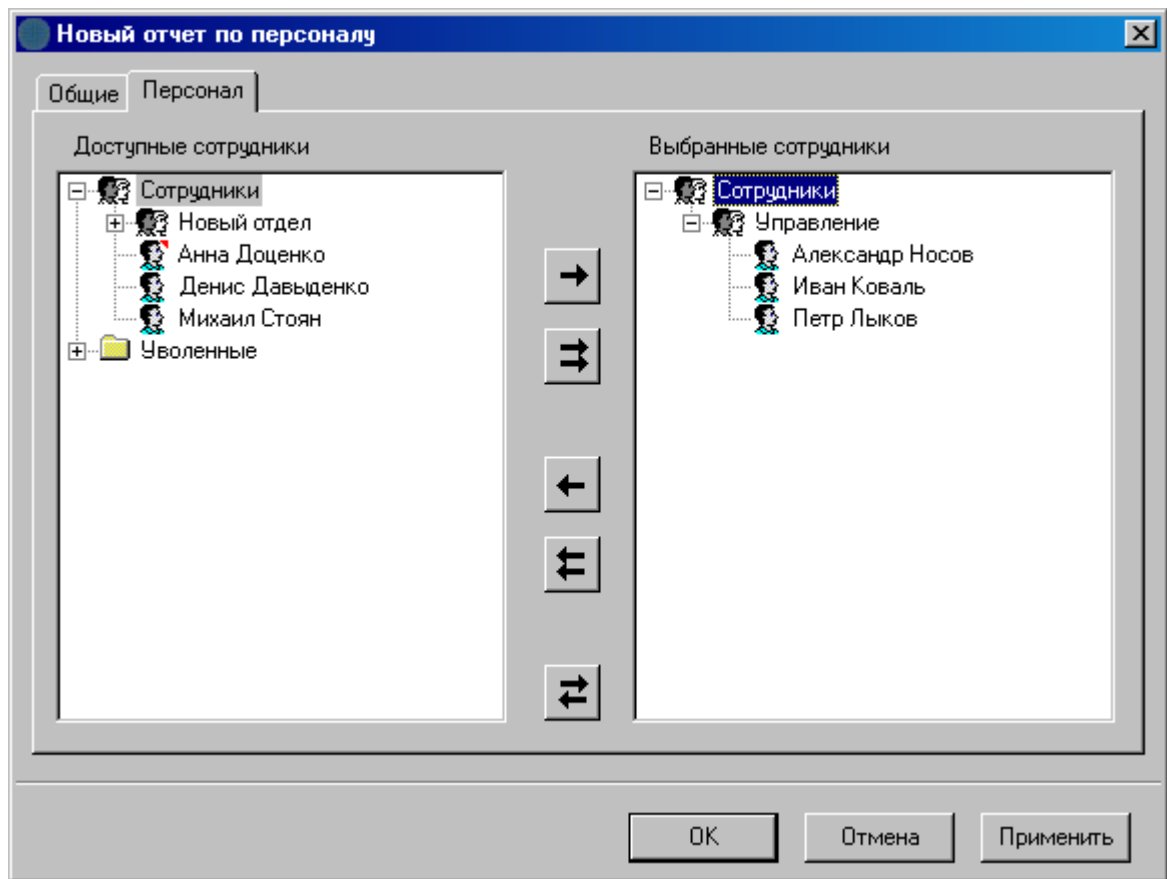 Новый отчет по персоналу
Общие
Персонал
Доступные сотрудники
Сотрудники
Новый отдел
Анна Доценко
Денис Давыденко
Михаил Стоян
Уволенные
Выбранные сотрудники
Сотрудники
Управление
Александр Носов
Иван Коваль
Петр Лыков
OK
Отмена
Применить